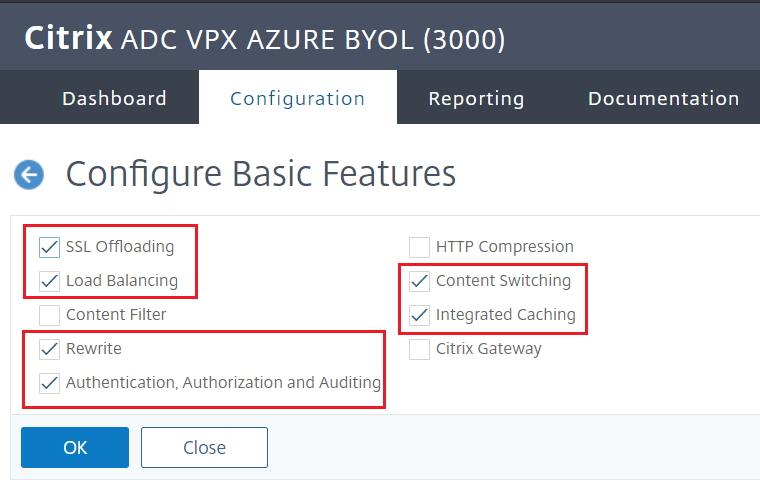 Citrix ADC VPX AZURE BYOL (3000)
Dashboard Configuration Reporting Documentation
Configure Basic Features
SSL Offloading HTTP Compression
Load Balancing Content Switching
Content Filter Integrated Caching
Rewrite Citrix Gateway
Authentication, Authorization and Auditing
OK Close